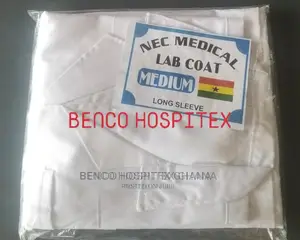 NEC MEDICAL
LAB COAT
MEDIUM
LONG SLEEVE
BENCO HOSPITEX
BENCO HOSPITEX GHANA